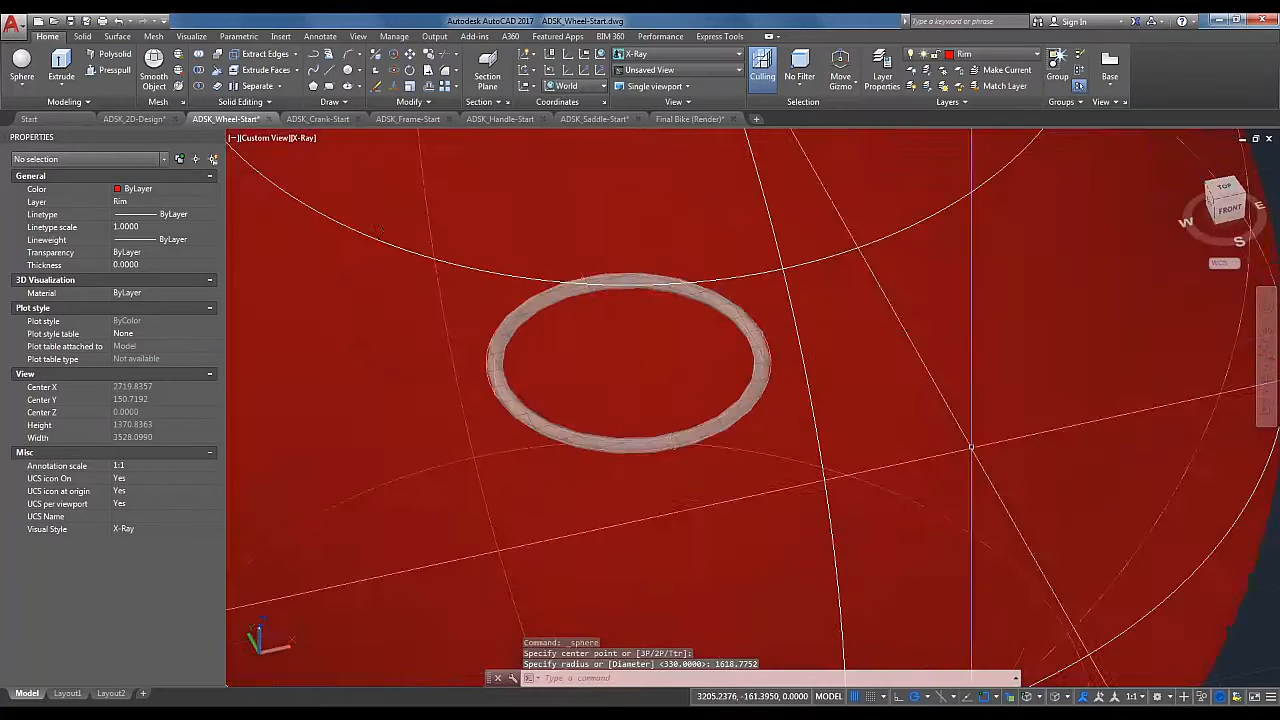 Autodesk AutoCAD 2017 ADSK_Wheel-Start.dwg
Type a keyword or phrase
Sign In
Home Solid Surface Mesh Visualize Parametric Insert Annotate View Manage Output Add-ins A360 Featured Apps BIM 360 Performance Express Tools
Polysolid
Presspull
Extract Edges
Extrude Faces
Separate
X-Ray
Unsaved View
World
Single viewport
Rim
Make Current
Match Layer
Sphere
Extrude
Smooth
Object
Section
Plane
Culling
No Filter
Move
Gizmo
Layer
Properties
Group
Base
Modeling
Mesh
Solid Editing
Draw
Modify
Section
Coordinates
View
Selection
Layers
Groups
View
Start
ADSK_2D-Design*
ADSK_Wheel-Start*
ADSK_Crank-Start
ADSK_Frame-Start
ADSK_Handle-Start
ADSK_Saddle-Start*
Final Bike (Render)*
PROPERTIES
No selection
General
Color ByLayer
Layer Rim
Linetype ByLayer
Linetype scale 1.0000
Lineweight ByLayer
Transparency ByLayer
Thickness 0.0000
3D Visualization
Material ByLayer
Plot style
Plot style ByColor
Plot style table None
Plot table attached to Model
Plot table type Not available
View
Center X 2719.8357
Center Y 150.7192
Center Z 0.0000
Height 1370.8363
Width 3528.0990
Misc
Annotation scale 1:1
UCS icon On Yes
UCS icon at origin Yes
UCS per viewport Yes
UCS Name
Visual Style X-Ray
[−][Custom View][X-Ray]
TOP
FRONT
W
E
S
WCS
X
Command: _sphere
Specify center point or [3P/2P/Ttr]:
Specify radius or [Diameter] <330.0000>: 1618.7752
Type a command
Model Layout1 Layout2
3205.2376, -161.3950, 0.0000 MODEL
1:1